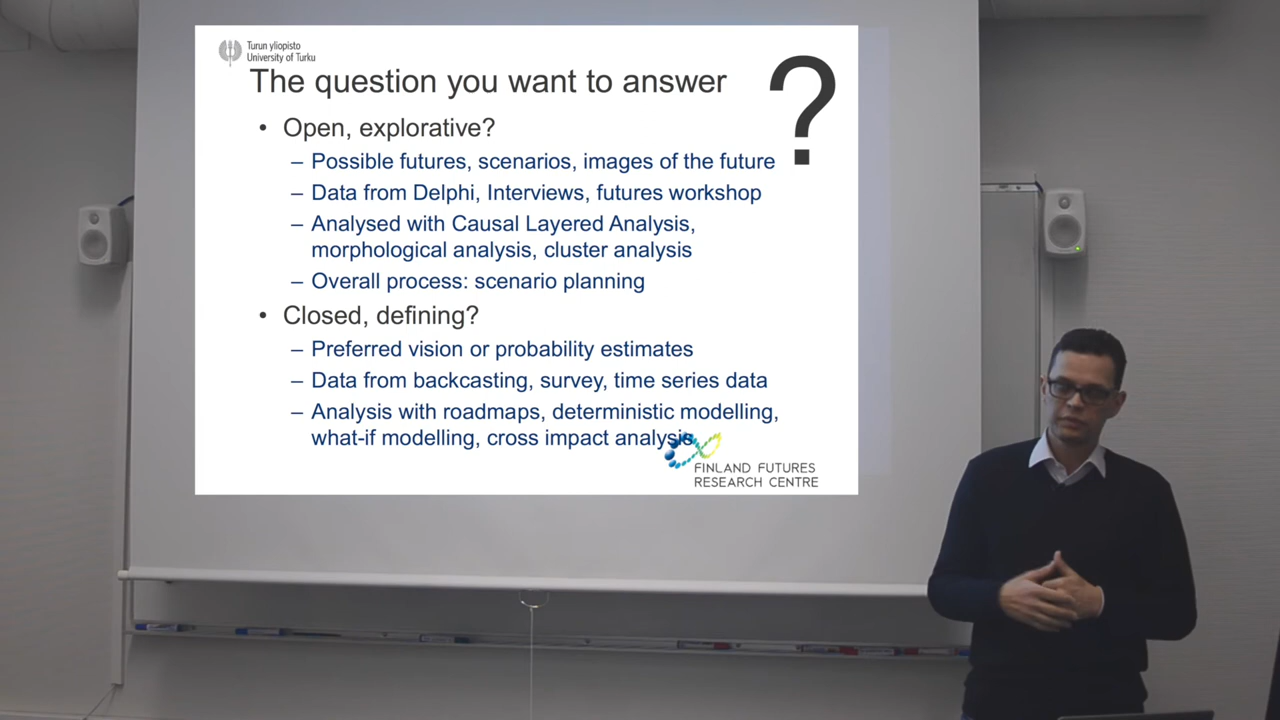 Turun yliopisto
University of Turku
The question you want to answer
?
• Open, explorative?
– Possible futures, scenarios, images of the future
– Data from Delphi, Interviews, futures workshop
– Analysed with Causal Layered Analysis,
morphological analysis, cluster analysis
– Overall process: scenario planning
• Closed, defining?
– Preferred vision or probability estimates
– Data from backcasting, survey, time series data
– Analysis with roadmaps, deterministic modelling,
what-if modelling, cross impact analysis
FINLAND FUTURES
RESEARCH CENTRE